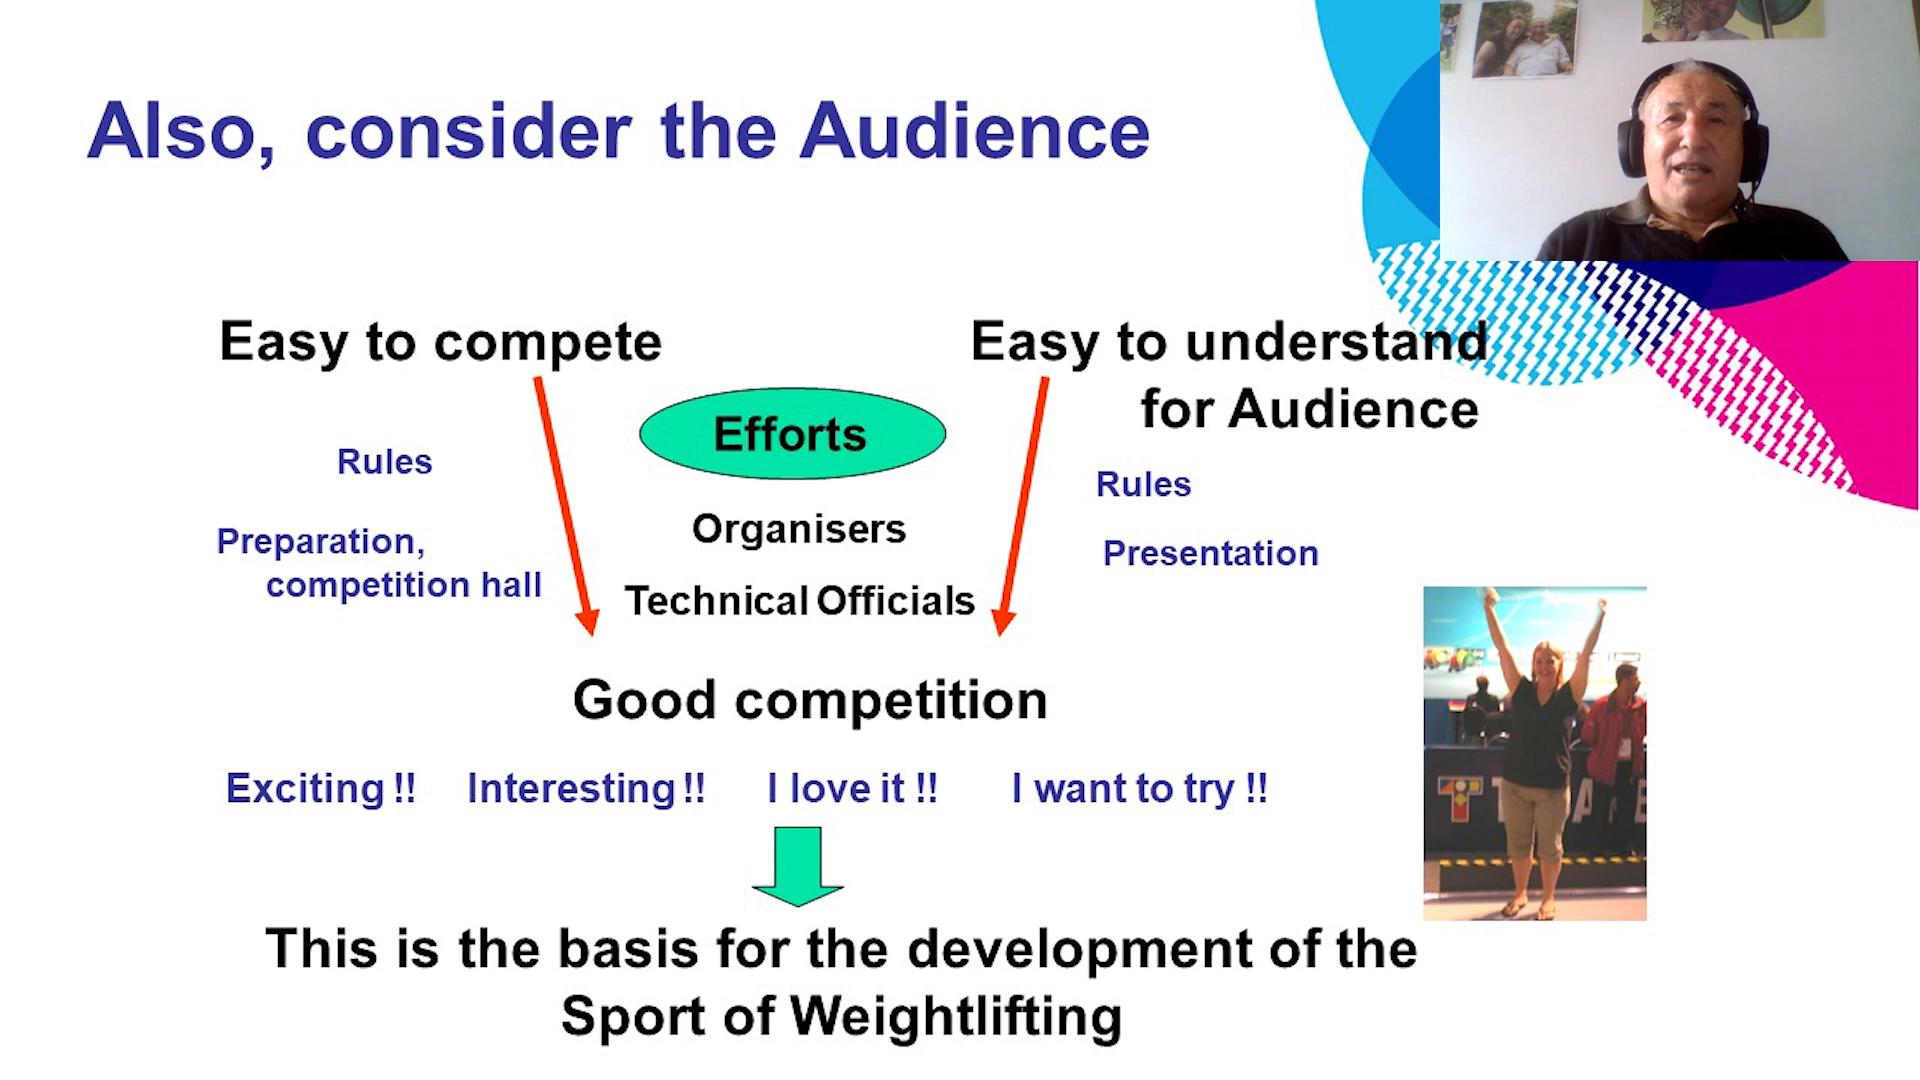 Also, consider the Audience
Easy to compete
Easy to understand
for Audience
Efforts
Rules
Rules
Organisers
Preparation,
competition hall
Presentation
Technical Officials
Good competition
Exciting !! Interesting !! I love it !! I want to try !!
This is the basis for the development of the
Sport of Weightlifting